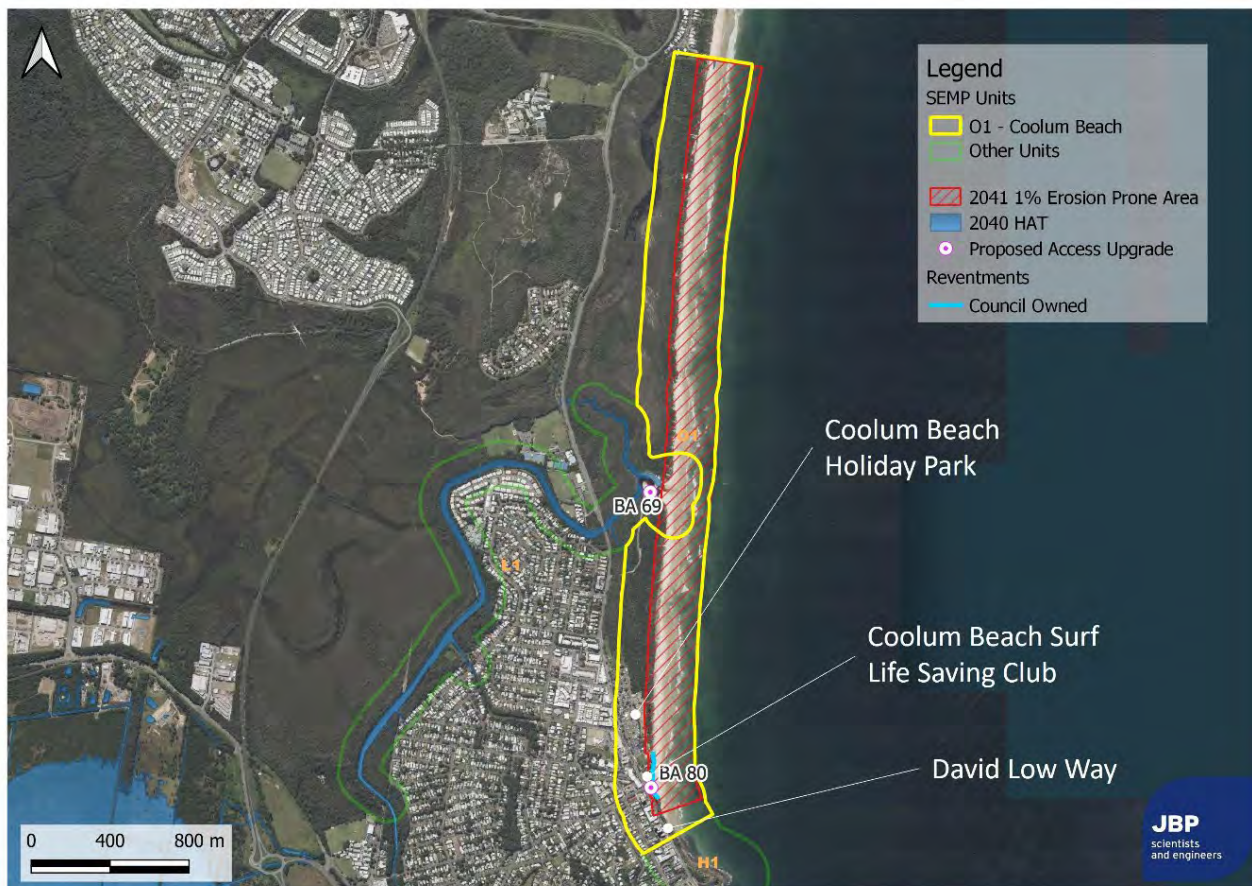 Legend
SEMP Units
O1 - Coolum Beach
Other Units
2041 1% Erosion Prone Area
2040 HAT
Proposed Access Upgrade
Reventments
Council Owned
Coolum Beach
Holiday Park
O1
BA 69
L1
Coolum Beach Surf
Life Saving Club
BA 80
David Low Way
H1
0 400 800 m
JBP
scientists
and engineers